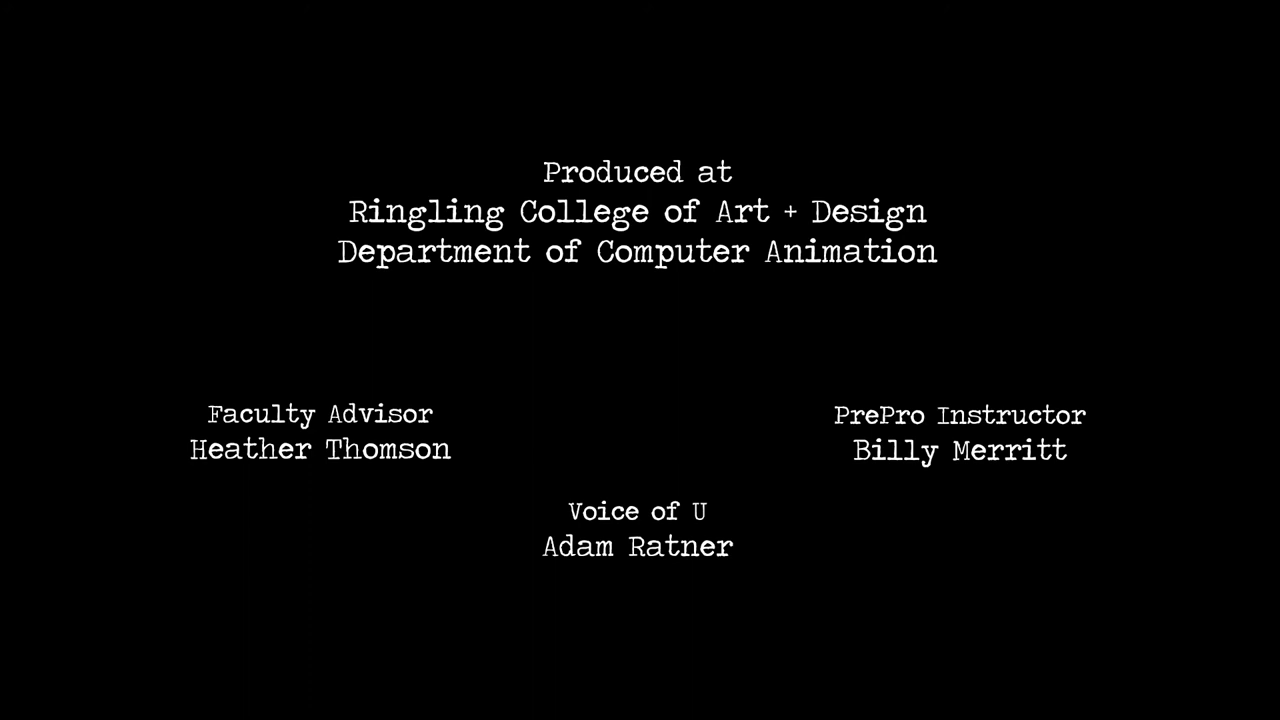 Produced at
Ringling College of Art + Design
Department of Computer Animation
Faculty Advisor
Heather Thomson
PrePro Instructor
Billy Merritt
Voice of U
Adam Ratner